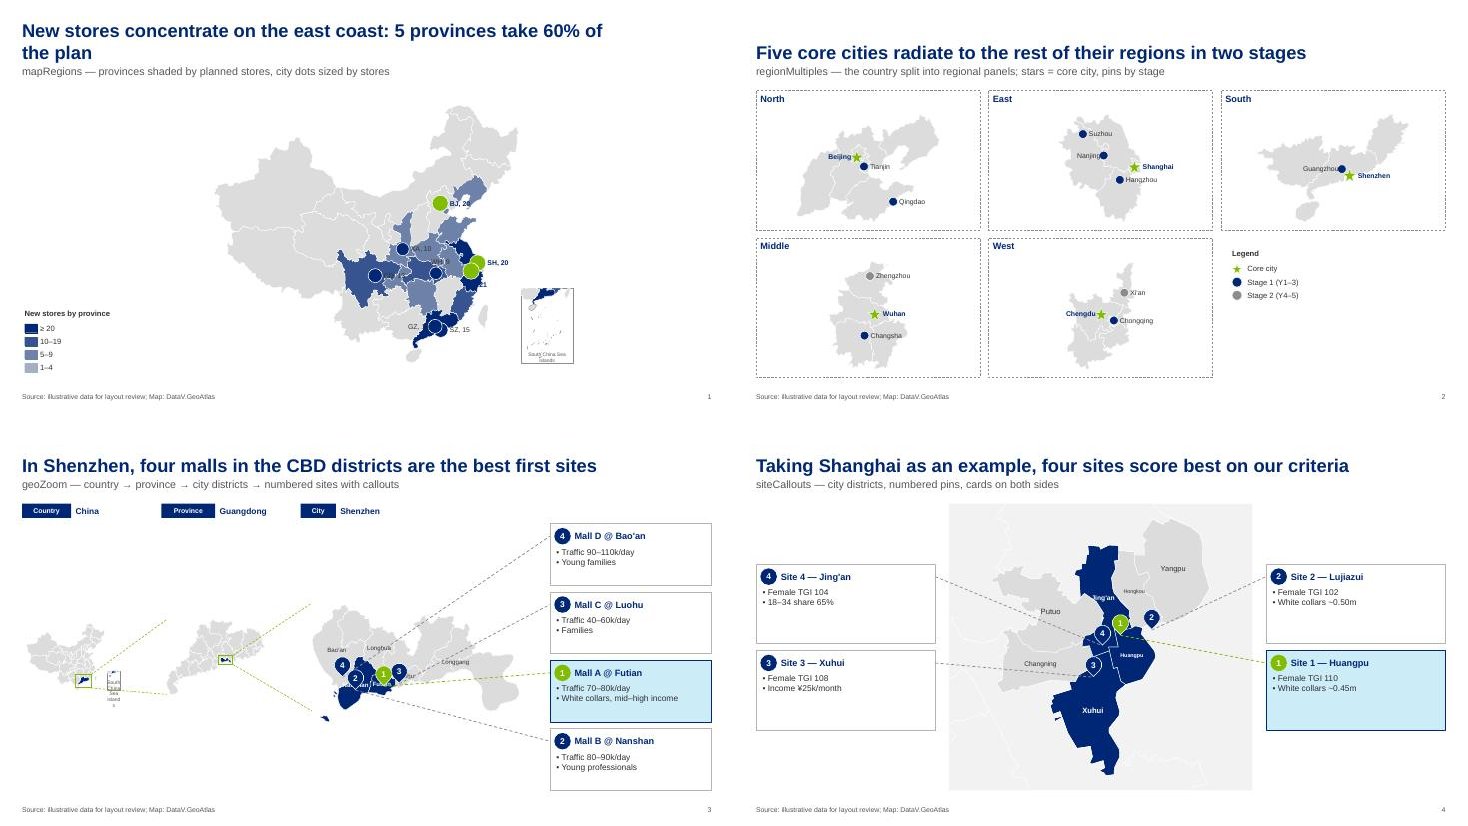 New stores concentrate on the east coast: 5 provinces take 60% of
the plan
mapRegions — provinces shaded by planned stores, city dots sized by stores
BJ, 20
XA, 10
SH, 20
21
GZ,
SZ, 15
South China Sea
Islands
New stores by province
≥ 20
10–19
5–9
1–4
Source: illustrative data for layout review; Map: DataV.GeoAtlas
1
Five core cities radiate to the rest of their regions in two stages
regionMultiples — the country split into regional panels; stars = core city, pins by stage
North
Beijing
Tianjin
Qingdao
East
Suzhou
Nanjing
Shanghai
Hangzhou
South
Guangzhou
Shenzhen
Middle
Zhengzhou
Wuhan
Changsha
West
Xi'an
Chengdu
Chongqing
Legend
Core city
Stage 1 (Y1–3)
Stage 2 (Y4–5)
Source: illustrative data for layout review; Map: DataV.GeoAtlas
2
In Shenzhen, four malls in the CBD districts are the best first sites
geoZoom — country → province → city districts → numbered sites with callouts
Country China
Province Guangdong
City Shenzhen
South
China
Sea
Island
s
Bao'an
Longhua
Longgang
4
2
1
3
4 Mall D @ Bao'an
• Traffic 90–110k/day
• Young families
3 Mall C @ Luohu
• Traffic 40–60k/day
• Families
1 Mall A @ Futian
• Traffic 70–80k/day
• White collars, mid–high income
2 Mall B @ Nanshan
• Traffic 80–90k/day
• Young professionals
Source: illustrative data for layout review; Map: DataV.GeoAtlas
3
Taking Shanghai as an example, four sites score best on our criteria
siteCallouts — city districts, numbered pins, cards on both sides
4 Site 4 — Jing'an
• Female TGI 104
• 18–34 share 65%
3 Site 3 — Xuhui
• Female TGI 108
• Income ¥25k/month
Yangpu
Hongkou
Jing'an
Putuo
2
1
4
Huangpu
Changning
3
Xuhui
2 Site 2 — Lujiazui
• Female TGI 102
• White collars ~0.50m
1 Site 1 — Huangpu
• Female TGI 110
• White collars ~0.45m
Source: illustrative data for layout review; Map: DataV.GeoAtlas
4